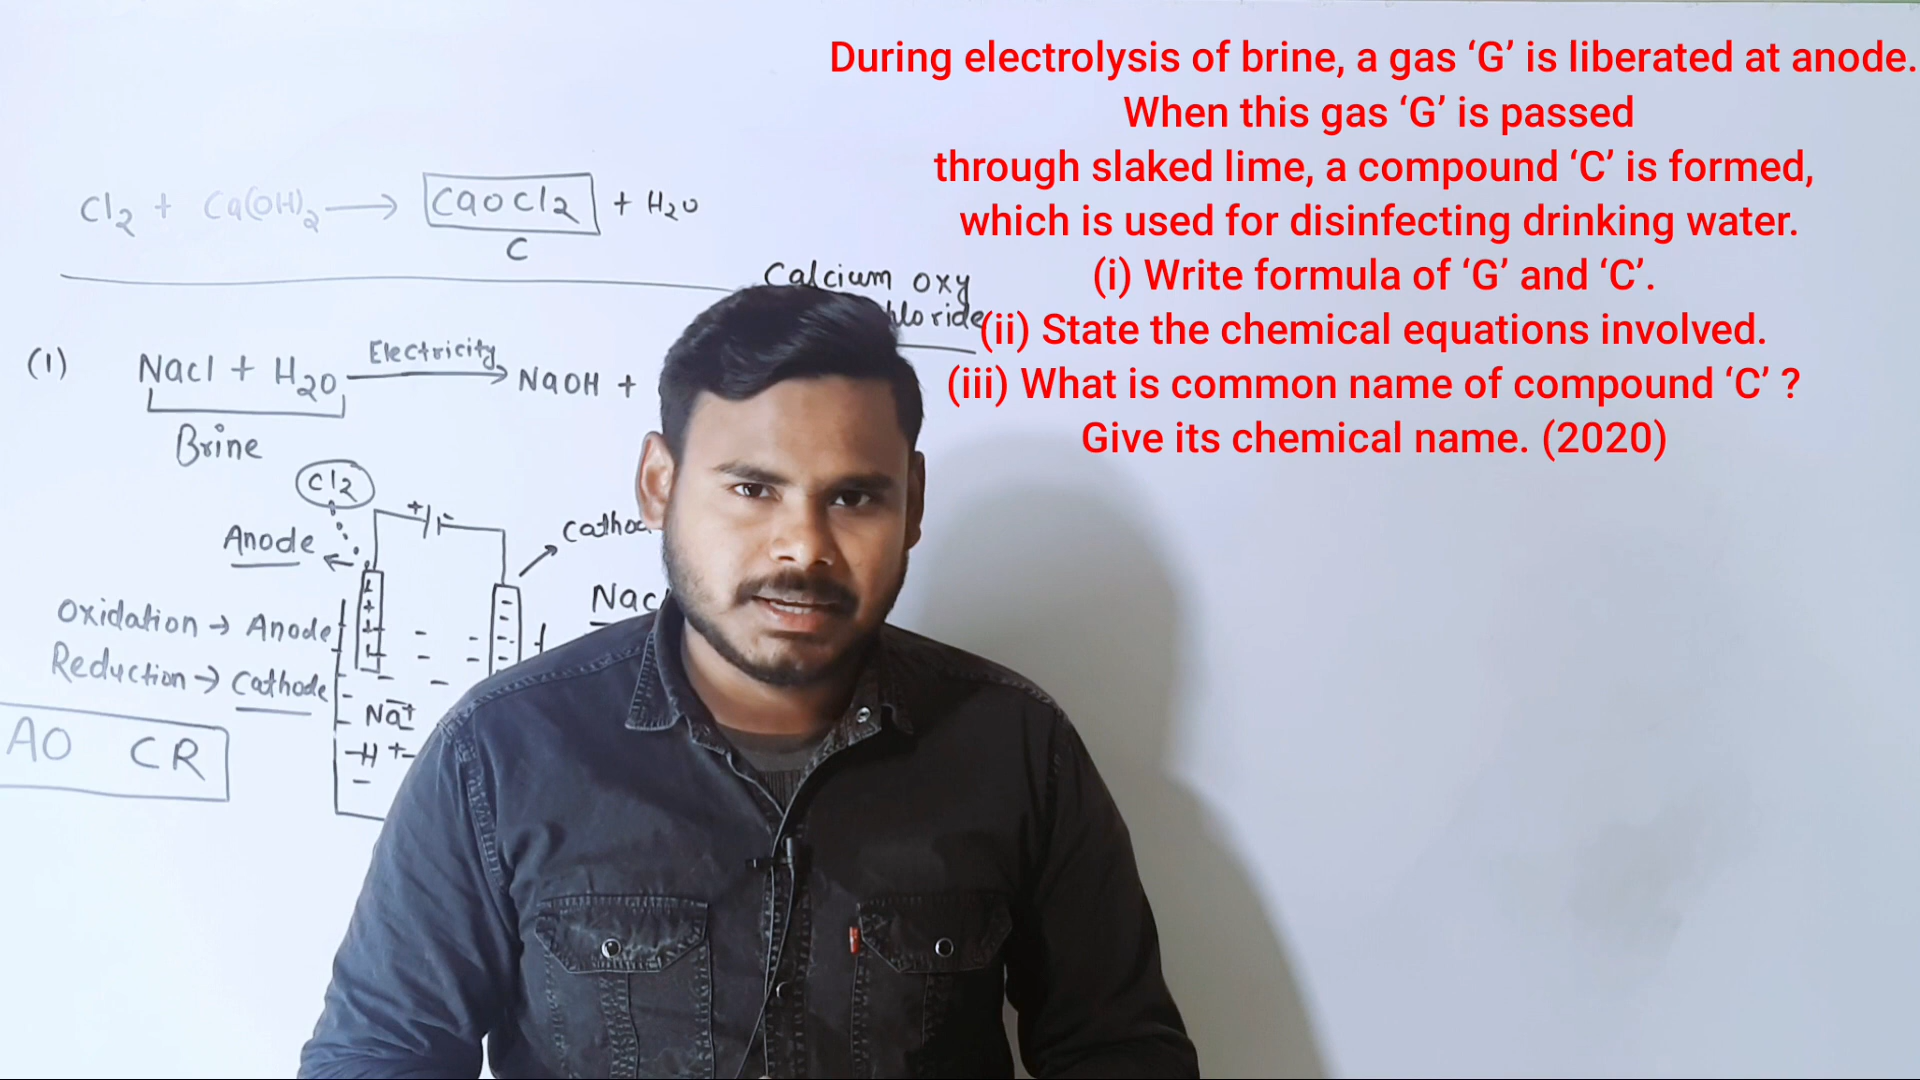 During electrolysis of brine, a gas ‘G’ is liberated at anode.
When this gas ‘G’ is passed
through slaked lime, a compound ‘C’ is formed,
which is used for disinfecting drinking water.
(i) Write formula of ‘G’ and ‘C’.
(ii) State the chemical equations involved.
(iii) What is common name of compound ‘C’ ?
Give its chemical name. (2020)
Cl2 + Ca(OH)2 → CaOCl2 + H2O
C
Calcium oxy
(1) Nacl + H2O Electricity → NaOH +
Brine
Cl2
+ -
Anode
Nacl
Oxidation → Anode
Reduction → Cathode
Na+
H+
AO CR